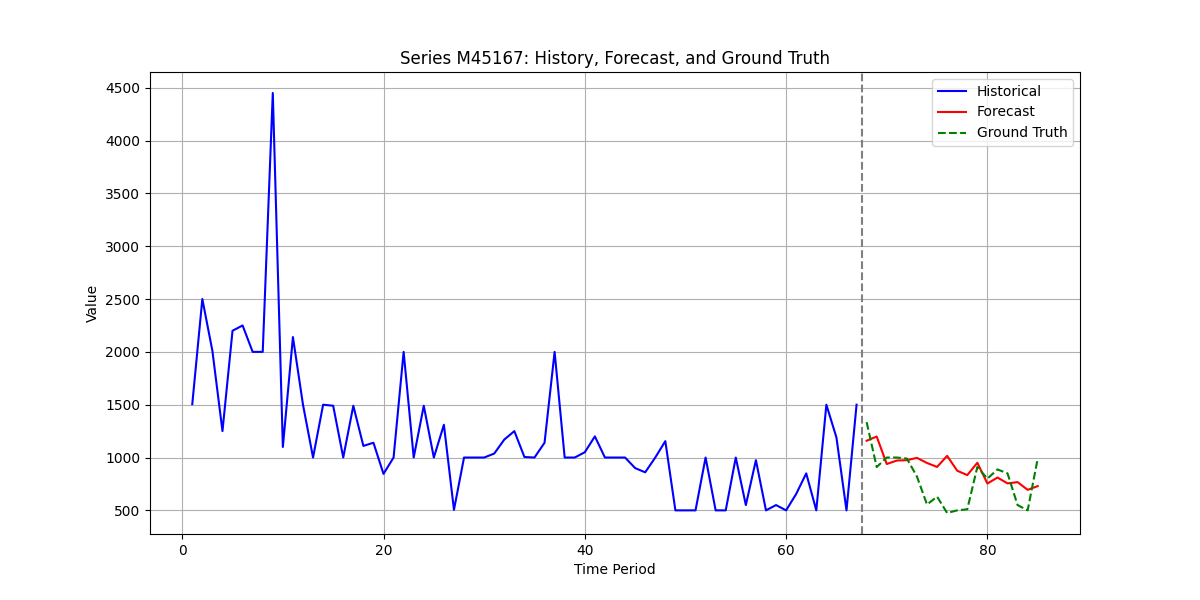 Series M45167: History, Forecast, and Ground Truth
Historical
Forecast
Ground Truth
4500
4000
3500
3000
2500
2000
1500
1000
500
Value
0 20 40 60 80
Time Period